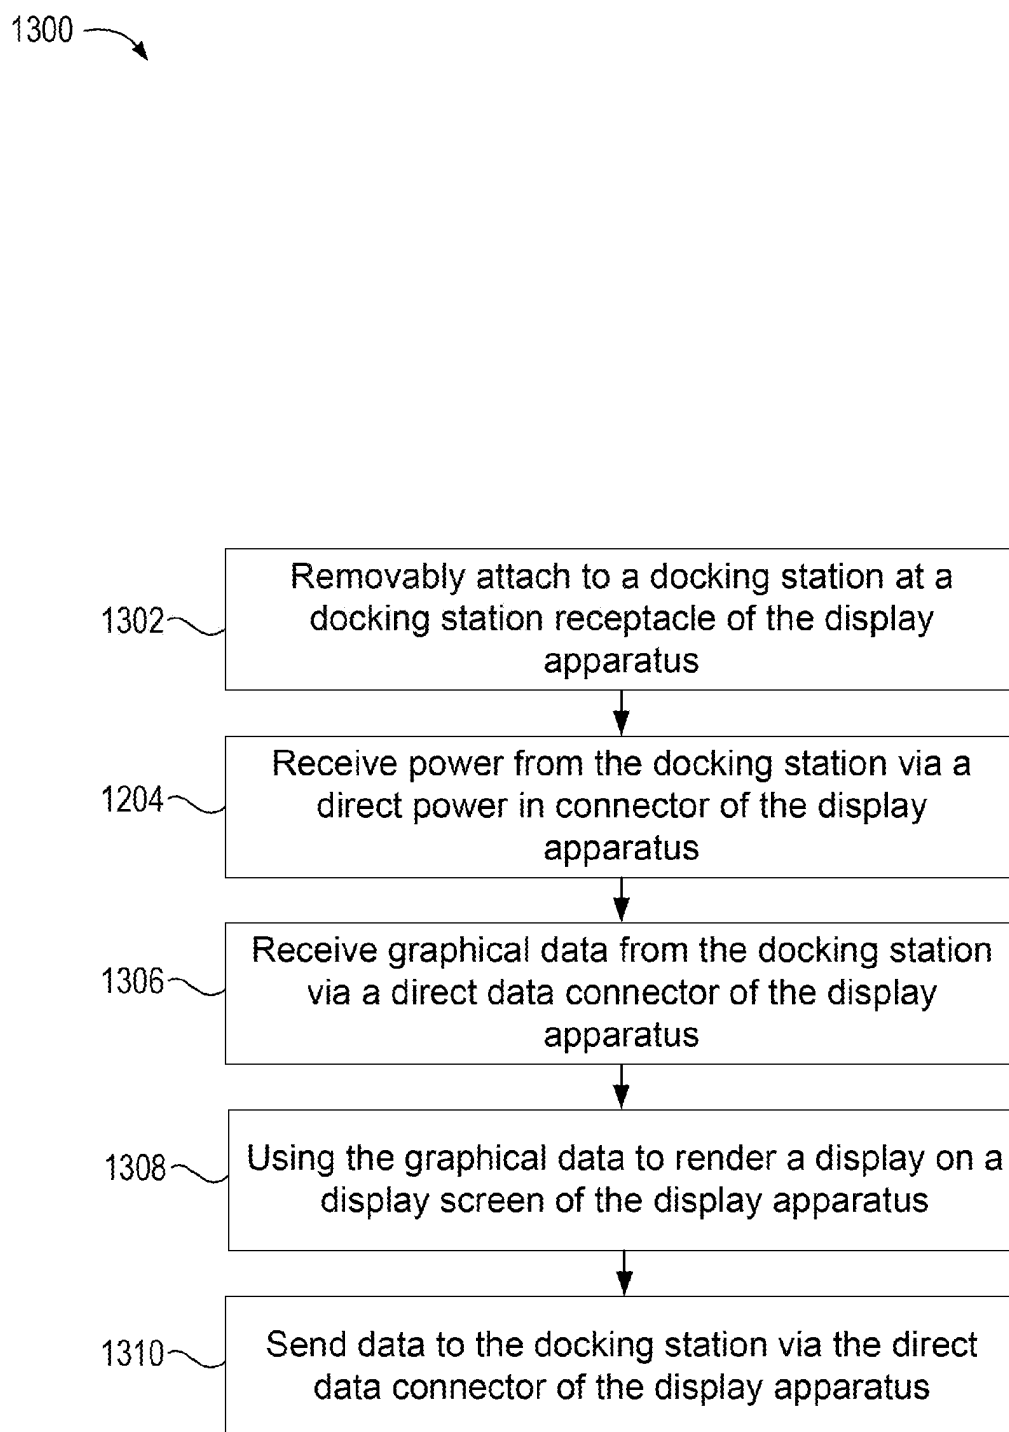 1300
Removably attach to a docking station at a
1302
docking station receptacle of the display
apparatus
Receive power from the docking station via a
1204
direct power in connector of the display
apparatus
Receive graphical data from the docking station
1306
via a direct data connector of the display
apparatus
1308
Using the graphical data to render a display on a
display screen of the display apparatus
1310
Send data to the docking station via the direct
data connector of the display apparatus